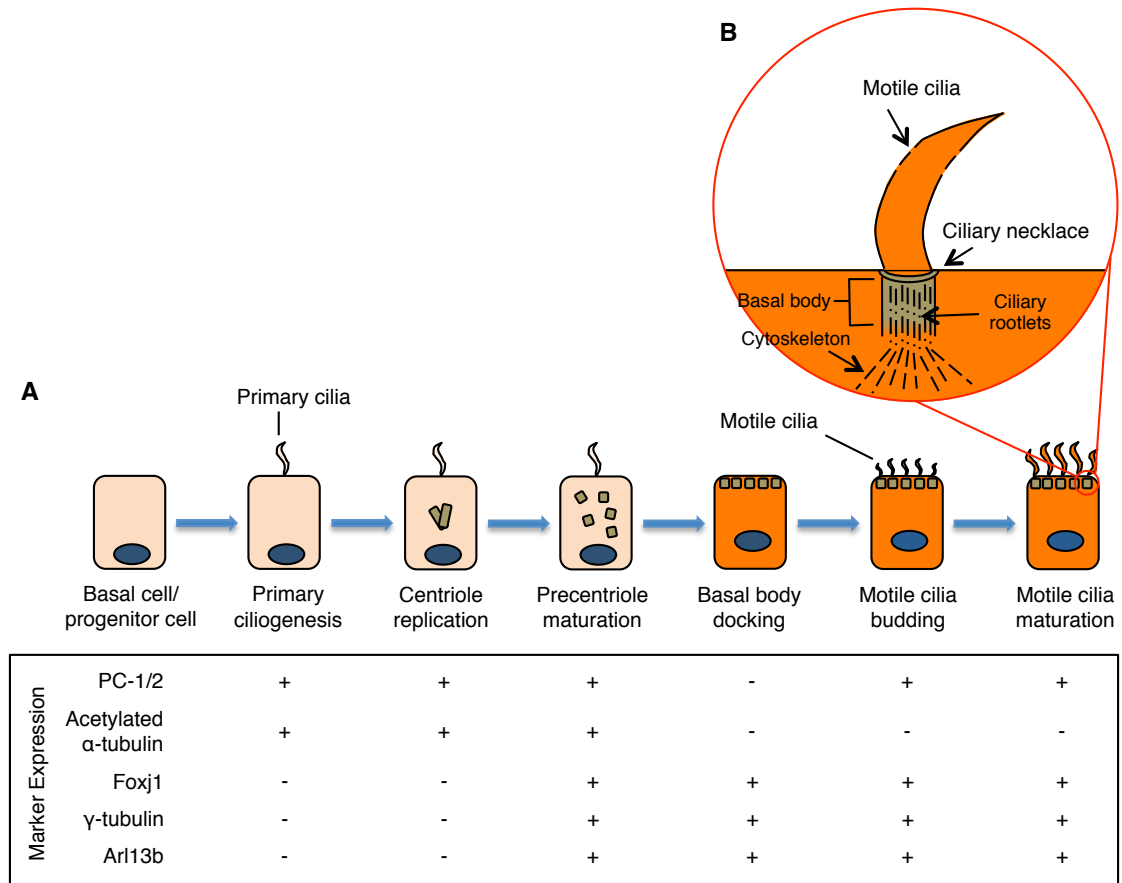 B
Motile cilia
Ciliary necklace
Basal body
Ciliary
rootlets
Cytoskeleton
A
Primary cilia
Motile cilia
Basal cell/
progenitor cell
Primary
ciliogenesis
Centriole
replication
Precentriole
maturation
Basal body
docking
Motile cilia
budding
Motile cilia
maturation
Marker Expression
PC-1/2 + + + - + +
Acetylated
α-tubulin + + + - - -
Foxj1 - - + + + +
γ-tubulin - - + + + +
Arl13b - - + + + +